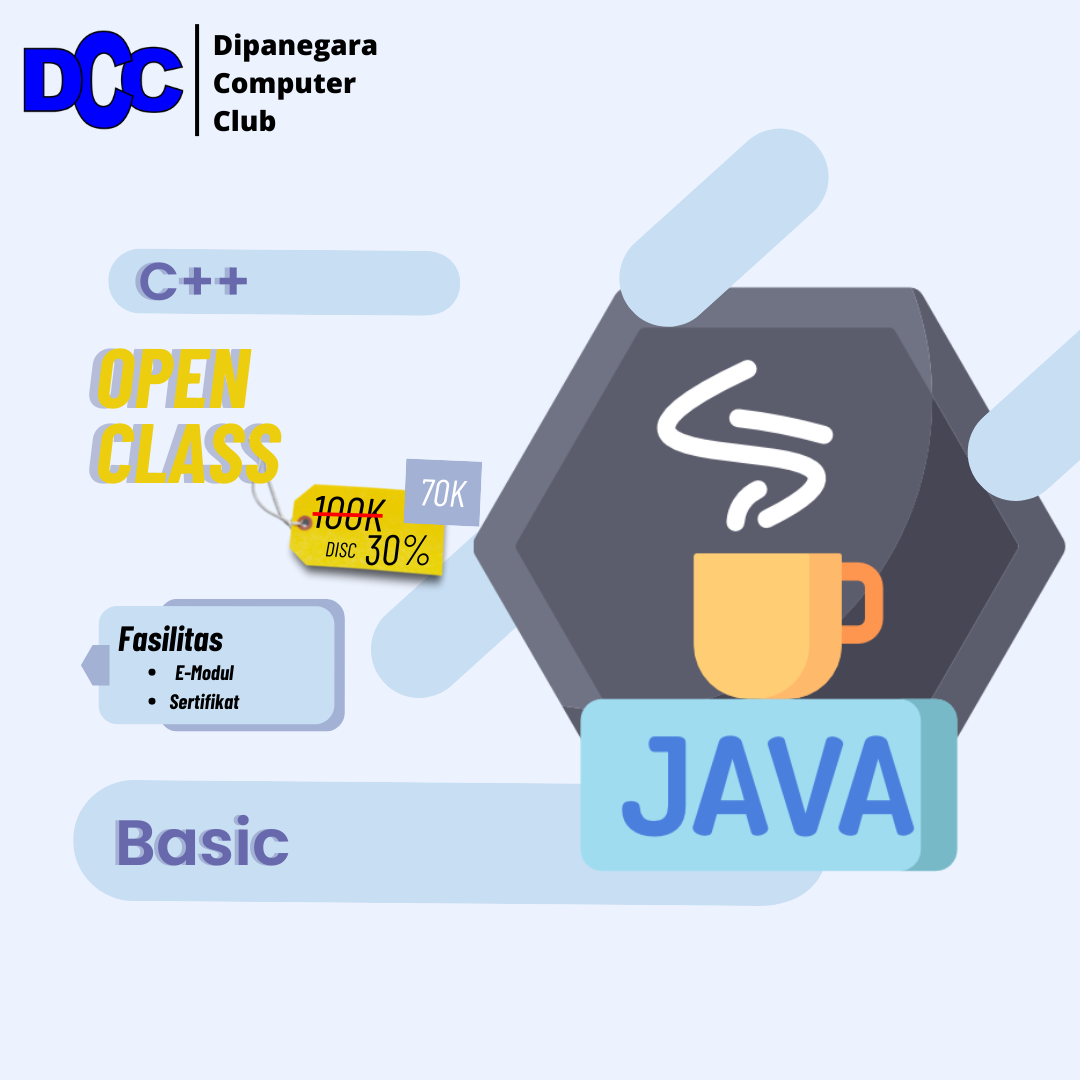 DCC
Dipanegara
Computer
Club
C++
OPEN
CLASS
70K
100K
DISC 30%
Fasilitas
• E-Modul
• Sertifikat
JAVA
Basic